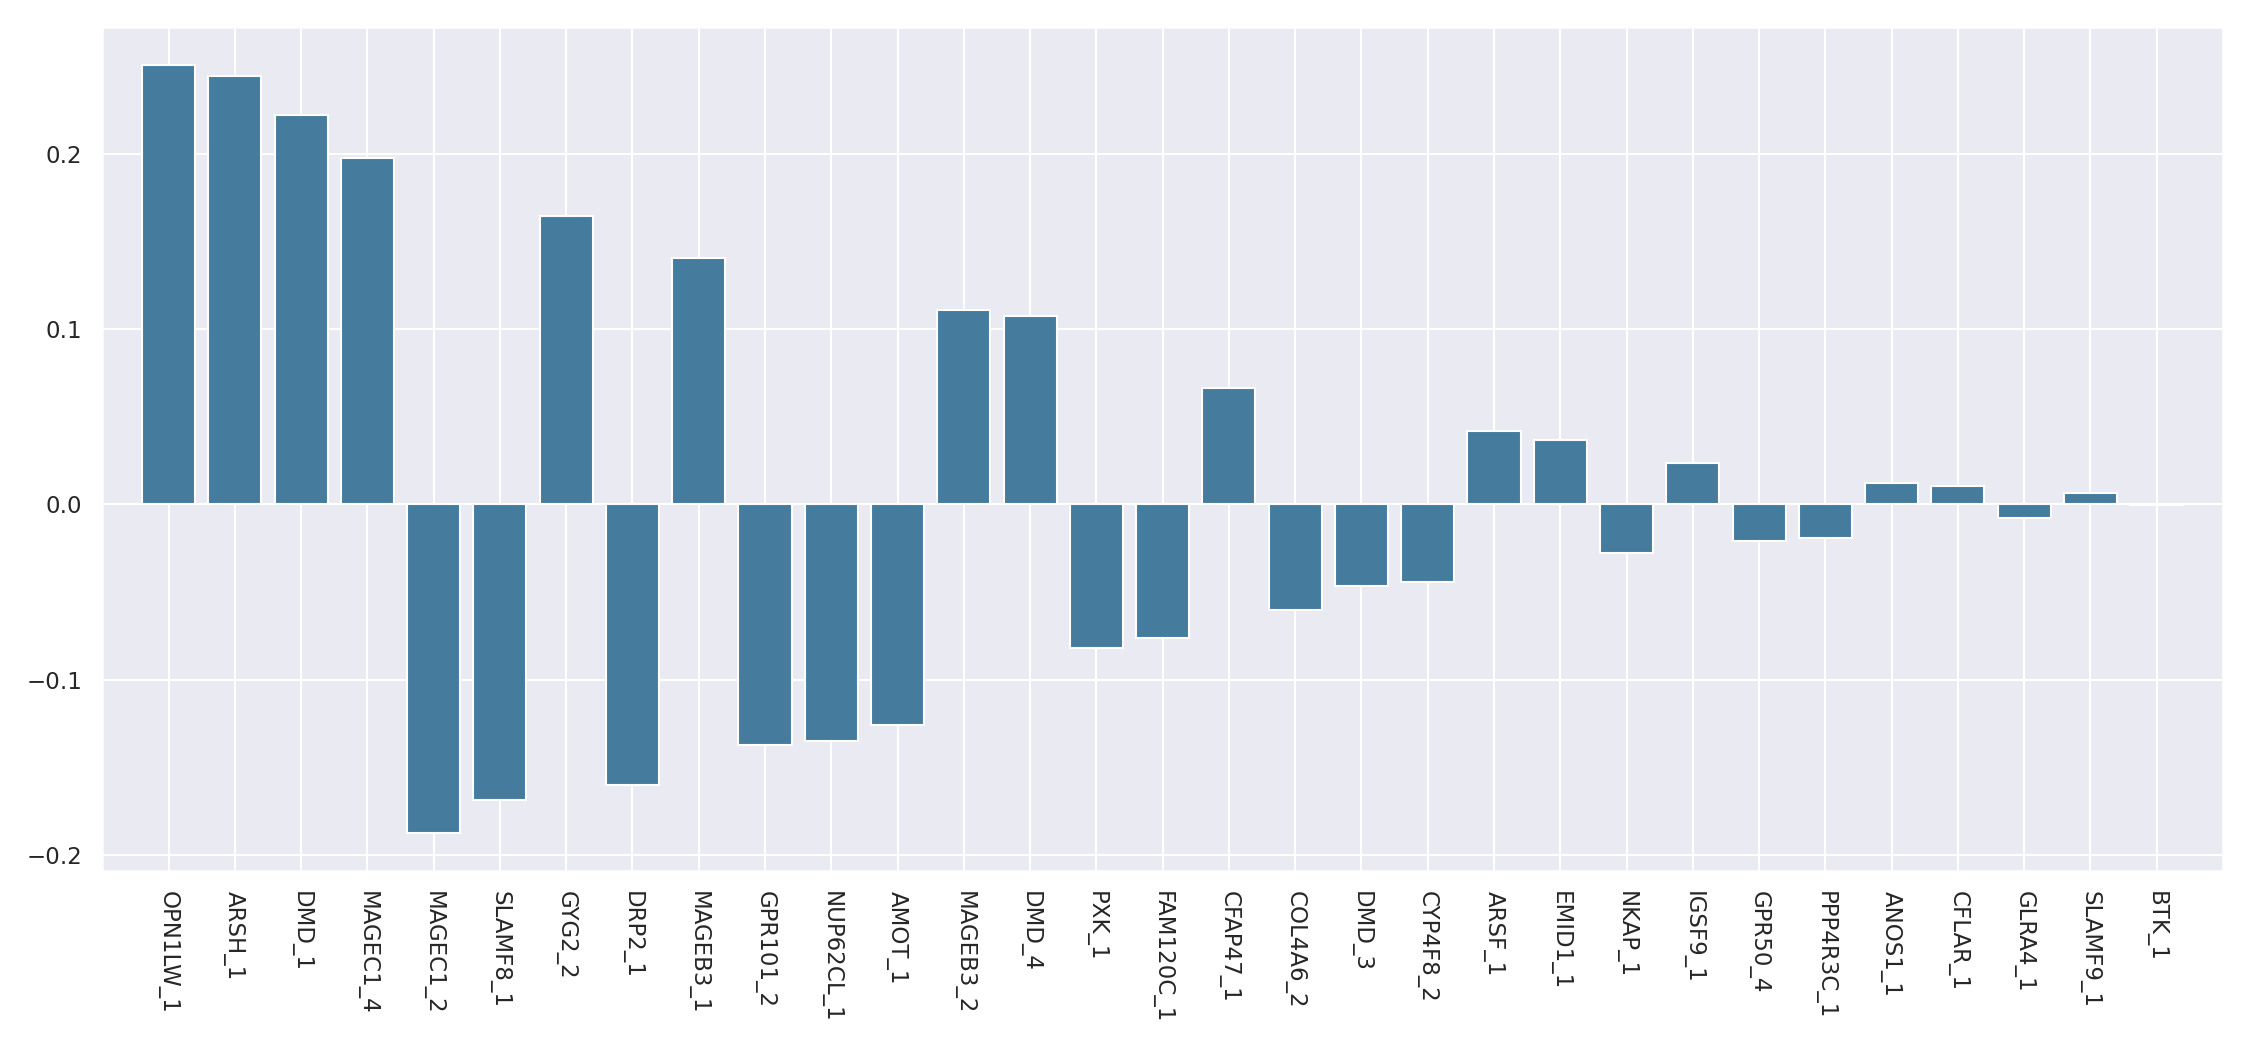 0.2
0.1
0.0
−0.1
−0.2
OPN1LW_1
ARSH_1
DMD_1
MAGEC1_4
MAGEC1_2
SLAMF8_1
GYG2_2
DRP2_1
MAGEB3_1
GPR101_2
NUP62CL_1
AMOT_1
MAGEB3_2
DMD_4
PXK_1
FAM120C_1
CFAP47_1
COL4A6_2
DMD_3
CYP4F8_2
ARSF_1
EMID1_1
NKAP_1
IGSF9_1
GPR50_4
PPP4R3C_1
ANOS1_1
CFLAR_1
GLRA4_1
SLAMF9_1
BTK_1